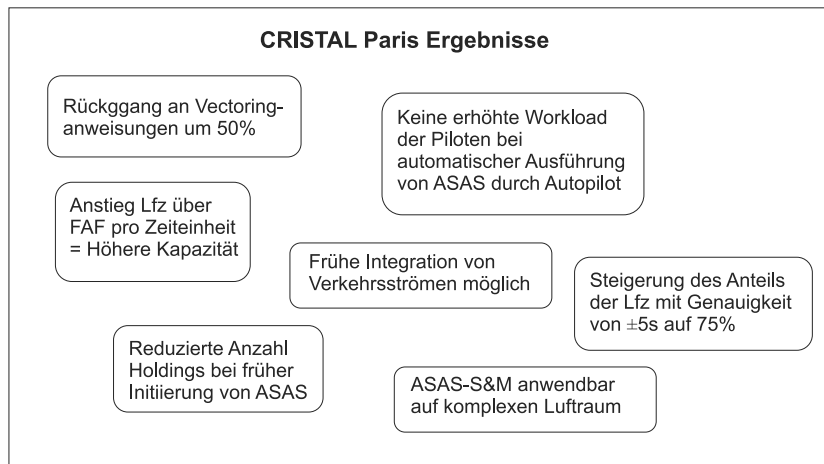 CRISTAL Paris Ergebnisse
Rückggang an Vectoring-
anweisungen um 50%
Keine erhöhte Workload
der Piloten bei
automatischer Ausführung
von ASAS durch Autopilot
Anstieg Lfz über
FAF pro Zeiteinheit
= Höhere Kapazität
Frühe Integration von
Verkehrsströmen möglich
Steigerung des Anteils
der Lfz mit Genauigkeit
von ±5s auf 75%
Reduzierte Anzahl
Holdings bei früher
Initiierung von ASAS
ASAS-S&M anwendbar
auf komplexen Luftraum